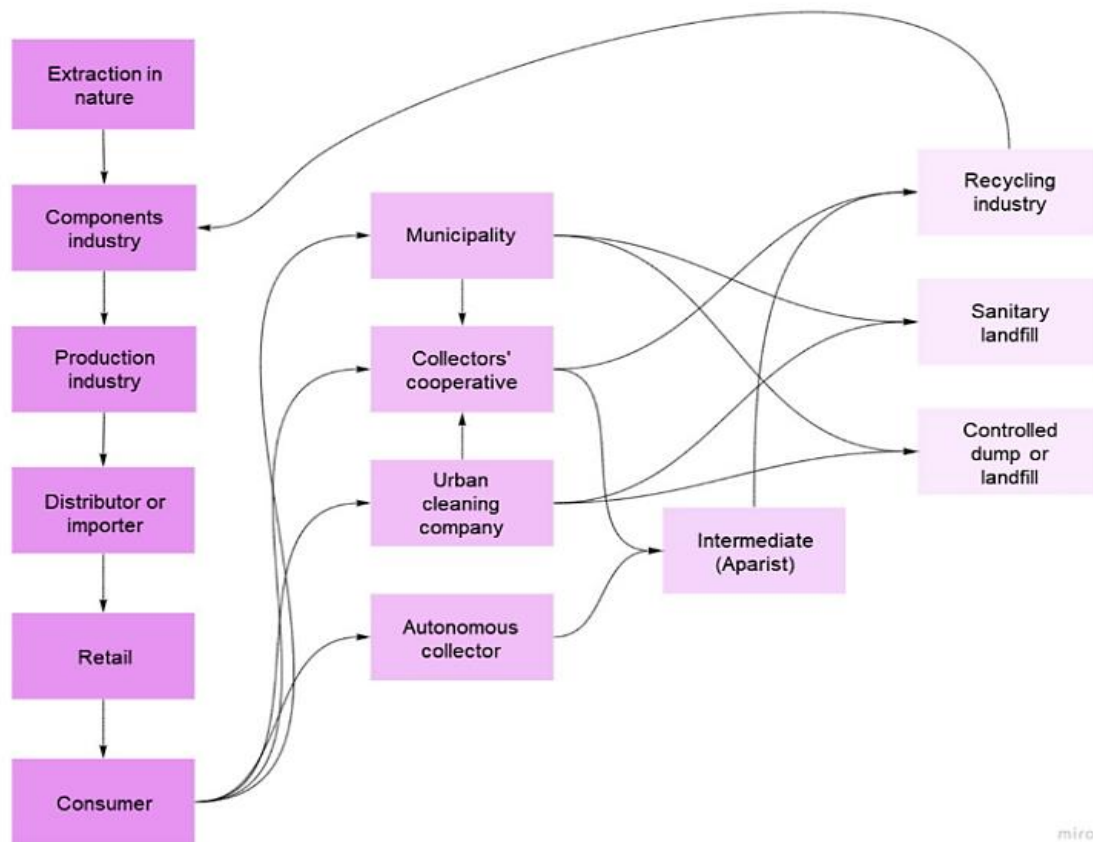 Extraction in
nature
Components
industry
Production
industry
Distributor or
importer
Retail
Consumer
Municipality
Collectors'
cooperative
Urban
cleaning
company
Autonomous
collector
Intermediate
(Aparist)
Recycling
industry
Sanitary
landfill
Controlled
dump or
landfill
miro